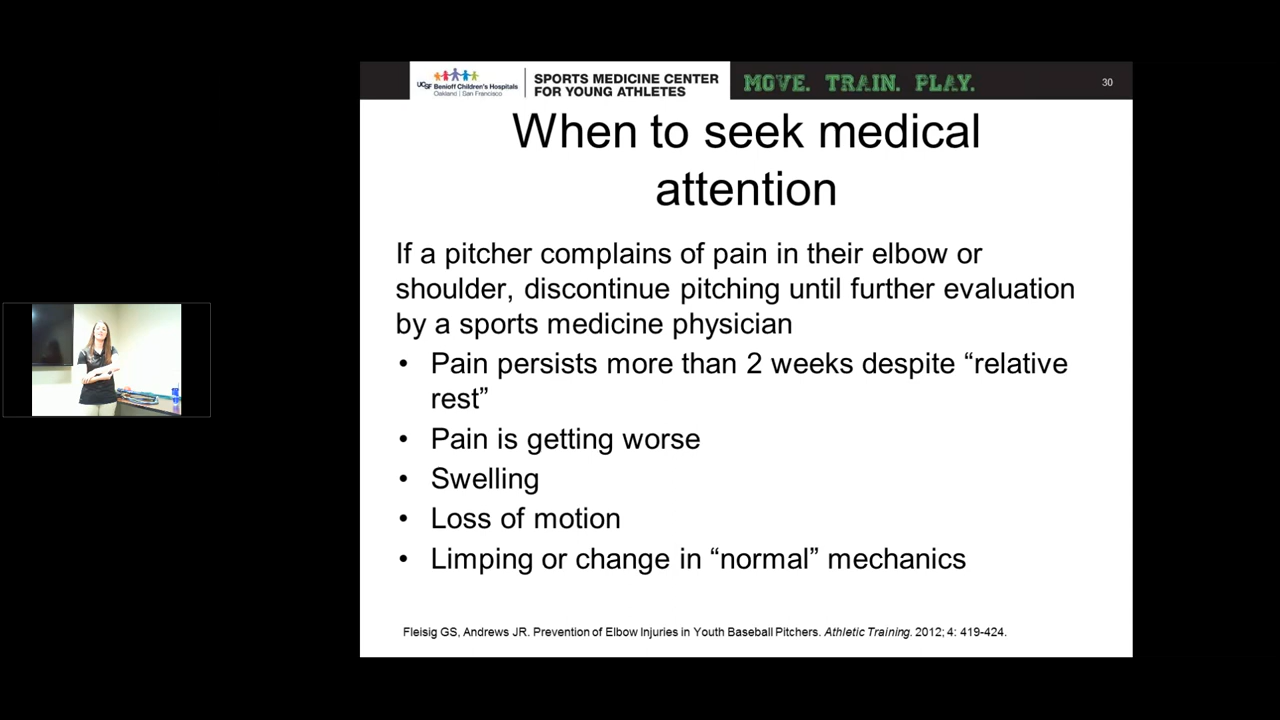 UCSF Benioff Children's Hospitals
Oakland | San Francisco
SPORTS MEDICINE CENTER
FOR YOUNG ATHLETES
MOVE. TRAIN. PLAY.
30
When to seek medical
attention
If a pitcher complains of pain in their elbow or
shoulder, discontinue pitching until further evaluation
by a sports medicine physician
• Pain persists more than 2 weeks despite “relative
rest”
• Pain is getting worse
• Swelling
• Loss of motion
• Limping or change in “normal” mechanics
Fleisig GS, Andrews JR. Prevention of Elbow Injuries in Youth Baseball Pitchers. Athletic Training. 2012; 4: 419-424.